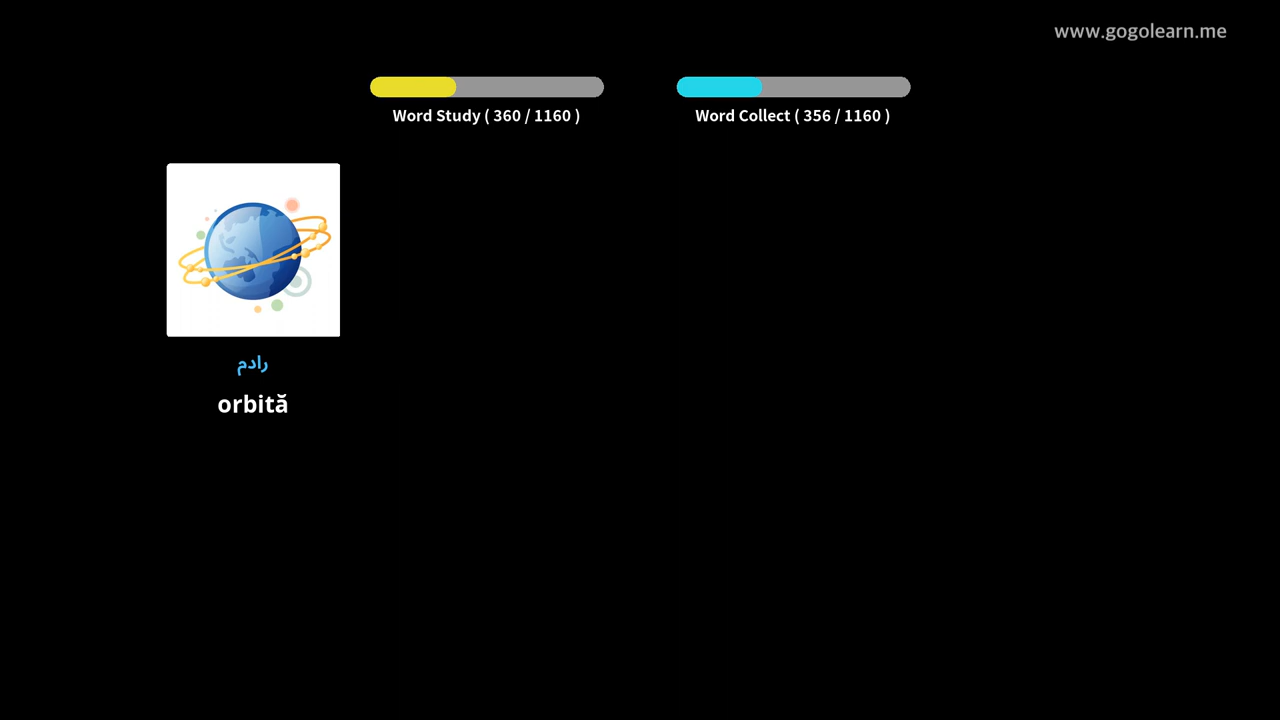 www.gogolearn.me
Word Study ( 360 / 1160 )
Word Collect ( 356 / 1160 )
رادم
orbită